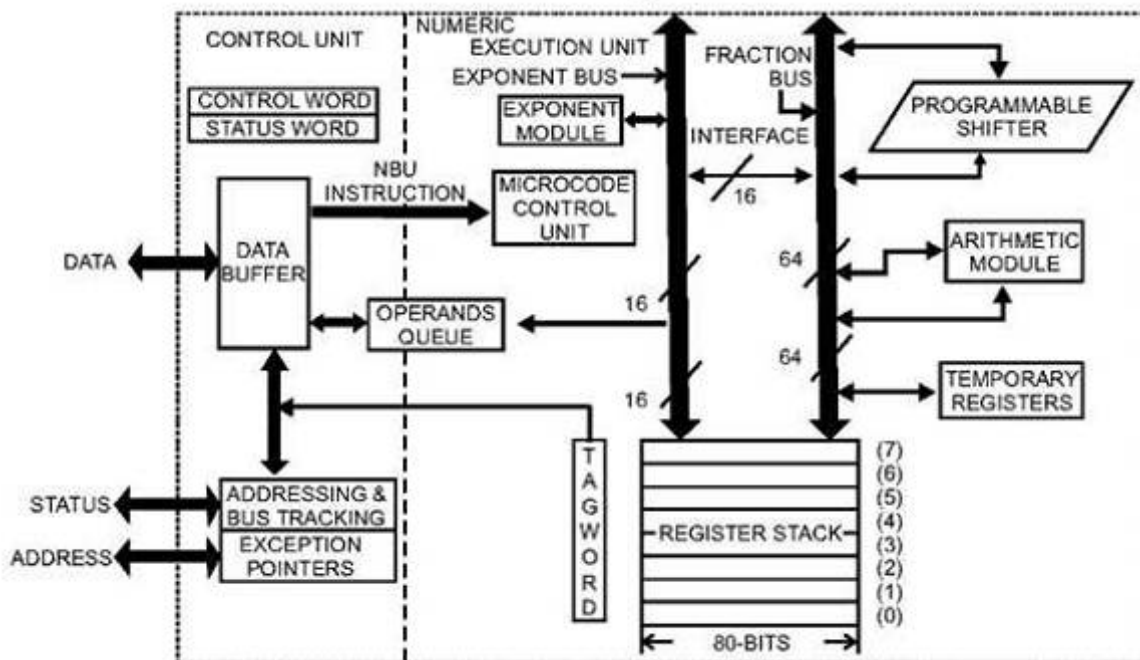 CONTROL UNIT
NUMERIC
EXECUTION UNIT
EXPONENT BUS
FRACTION
BUS
CONTROL WORD
STATUS WORD
EXPONENT
MODULE
PROGRAMMABLE
SHIFTER
INTERFACE
16
NBU
INSTRUCTION
MICROCODE
CONTROL
UNIT
DATA
DATA
BUFFER
64
ARITHMETIC
MODULE
16
OPERANDS
QUEUE
64
16
TEMPORARY
REGISTERS
TAGWORD
(7)
(6)
(5)
(4)
(3)
(2)
(1)
(0)
REGISTER STACK
80-BITS
STATUS
ADDRESSING &
BUS TRACKING
ADDRESS
EXCEPTION
POINTERS